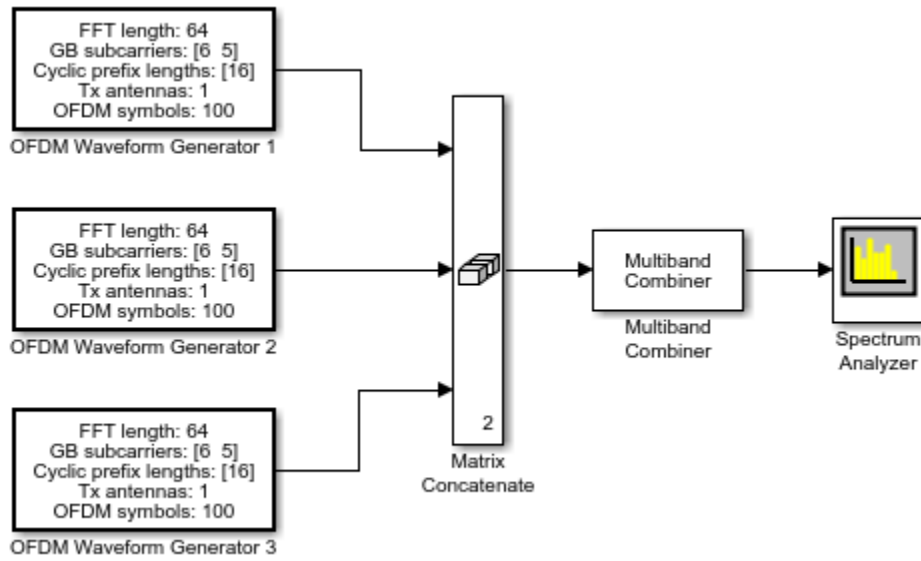 FFT length: 64
GB subcarriers: [6  5]
Cyclic prefix lengths: [16]
Tx antennas: 1
OFDM symbols: 100
OFDM Waveform Generator 1
FFT length: 64
GB subcarriers: [6  5]
Cyclic prefix lengths: [16]
Tx antennas: 1
OFDM symbols: 100
OFDM Waveform Generator 2
FFT length: 64
GB subcarriers: [6  5]
Cyclic prefix lengths: [16]
Tx antennas: 1
OFDM symbols: 100
OFDM Waveform Generator 3
2
Matrix
Concatenate
Multiband
Combiner
Multiband
Combiner
Spectrum
Analyzer